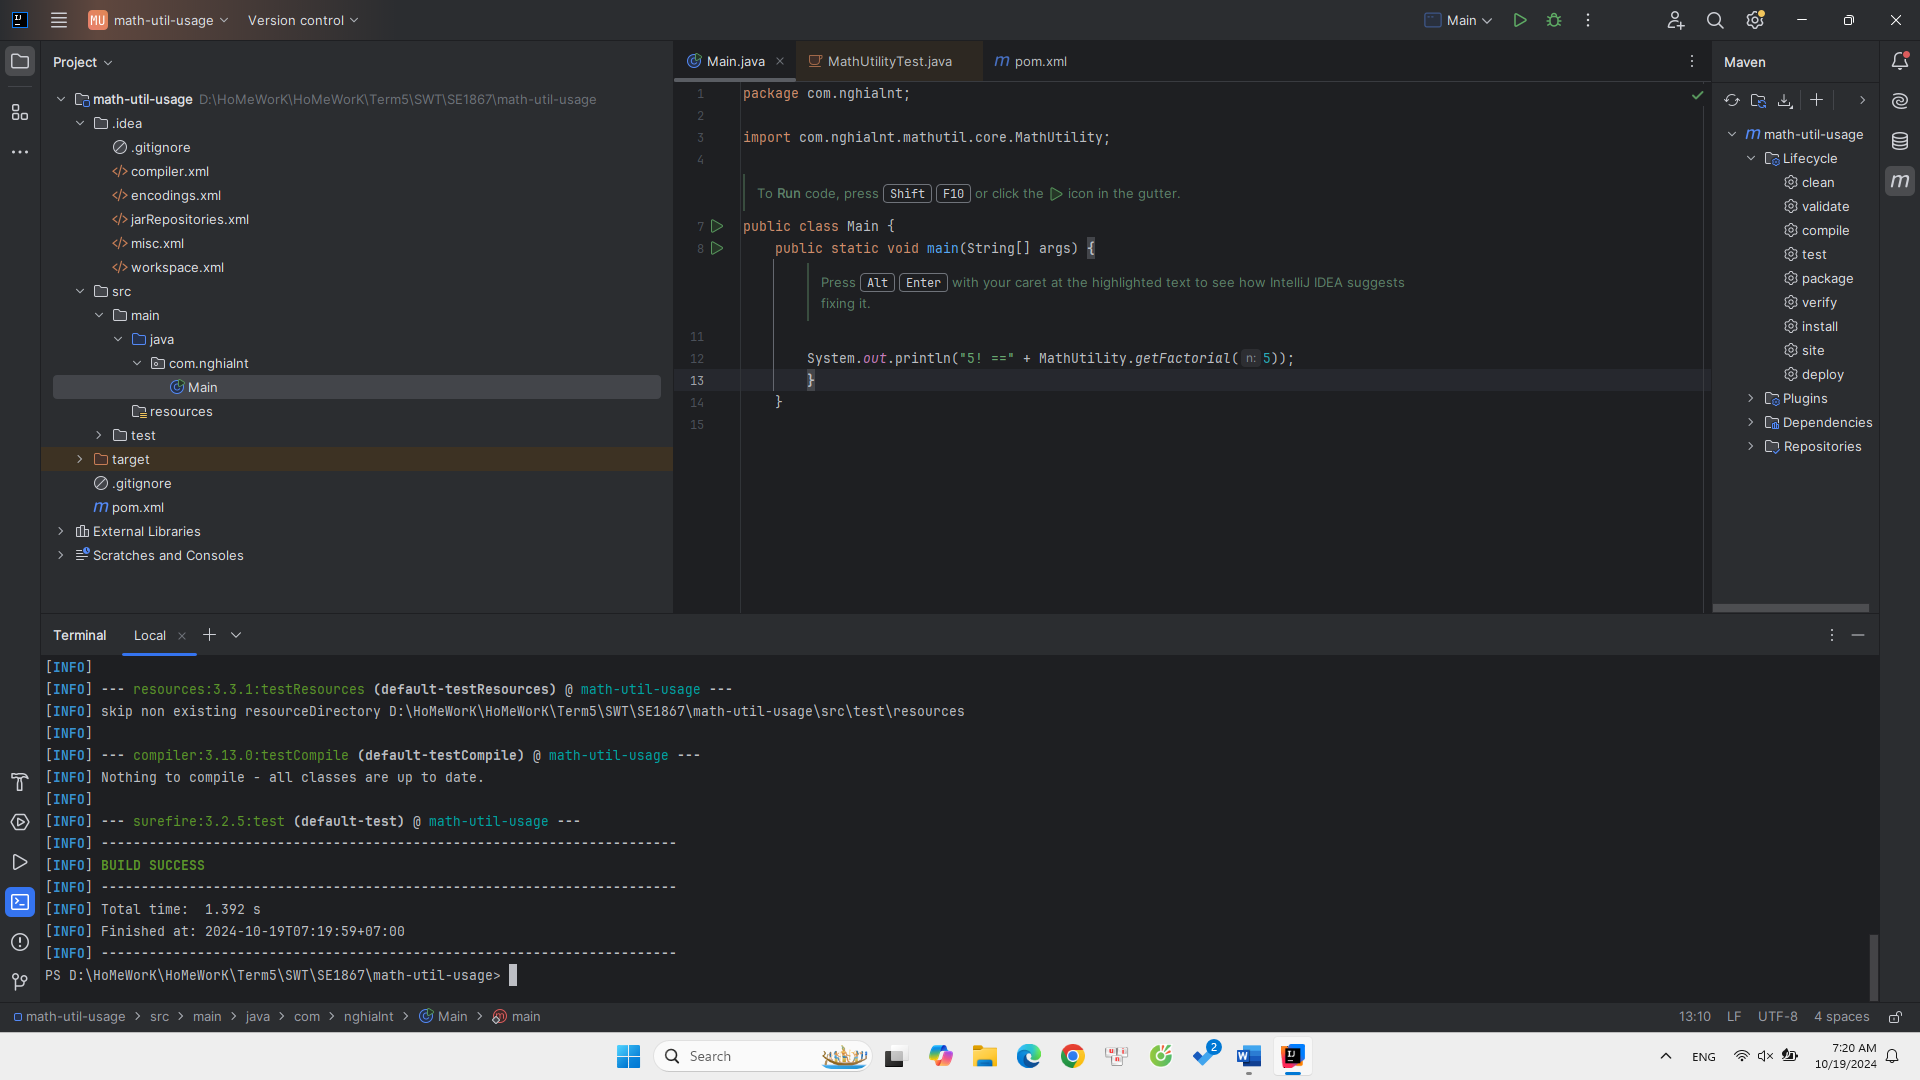 MU math-util-usage Version control Main
Project
math-util-usage D:\HoMeWorK\HoMeWorK\Term5\SWT\SE1867\math-util-usage
.idea
.gitignore
compiler.xml
encodings.xml
jarRepositories.xml
misc.xml
workspace.xml
src
main
java
com.nghialnt
Main
resources
test
target
.gitignore
pom.xml
External Libraries
Scratches and Consoles
Main.java MathUtilityTest.java pom.xml
1 package com.nghialnt;
2
3 import com.nghialnt.mathutil.core.MathUtility;
4
To Run code, press Shift F10 or click the icon in the gutter.
7 public class Main {
8 public static void main(String[] args) {
Press Alt Enter with your caret at the highlighted text to see how IntelliJ IDEA suggests
fixing it.
11
12 System.out.println("5! ==" + MathUtility.getFactorial( n: 5));
13 }
14 }
15
Maven
math-util-usage
Lifecycle
clean
validate
compile
test
package
verify
install
site
deploy
Plugins
Dependencies
Repositories
Terminal Local
[INFO]
[INFO] --- resources:3.3.1:testResources (default-testResources) @ math-util-usage ---
[INFO] skip non existing resourceDirectory D:\HoMeWorK\HoMeWorK\Term5\SWT\SE1867\math-util-usage\src\test\resources
[INFO]
[INFO] --- compiler:3.13.0:testCompile (default-testCompile) @ math-util-usage ---
[INFO] Nothing to compile - all classes are up to date.
[INFO]
[INFO] --- surefire:3.2.5:test (default-test) @ math-util-usage ---
[INFO] ------------------------------------------------------------------------
[INFO] BUILD SUCCESS
[INFO] ------------------------------------------------------------------------
[INFO] Total time:  1.392 s
[INFO] Finished at: 2024-10-19T07:19:59+07:00
[INFO] ------------------------------------------------------------------------
PS D:\HoMeWorK\HoMeWorK\Term5\SWT\SE1867\math-util-usage>
math-util-usage > src > main > java > com > nghialnt > Main > main
13:10 LF UTF-8 4 spaces
Search
2
ENG
7:20 AM
10/19/2024